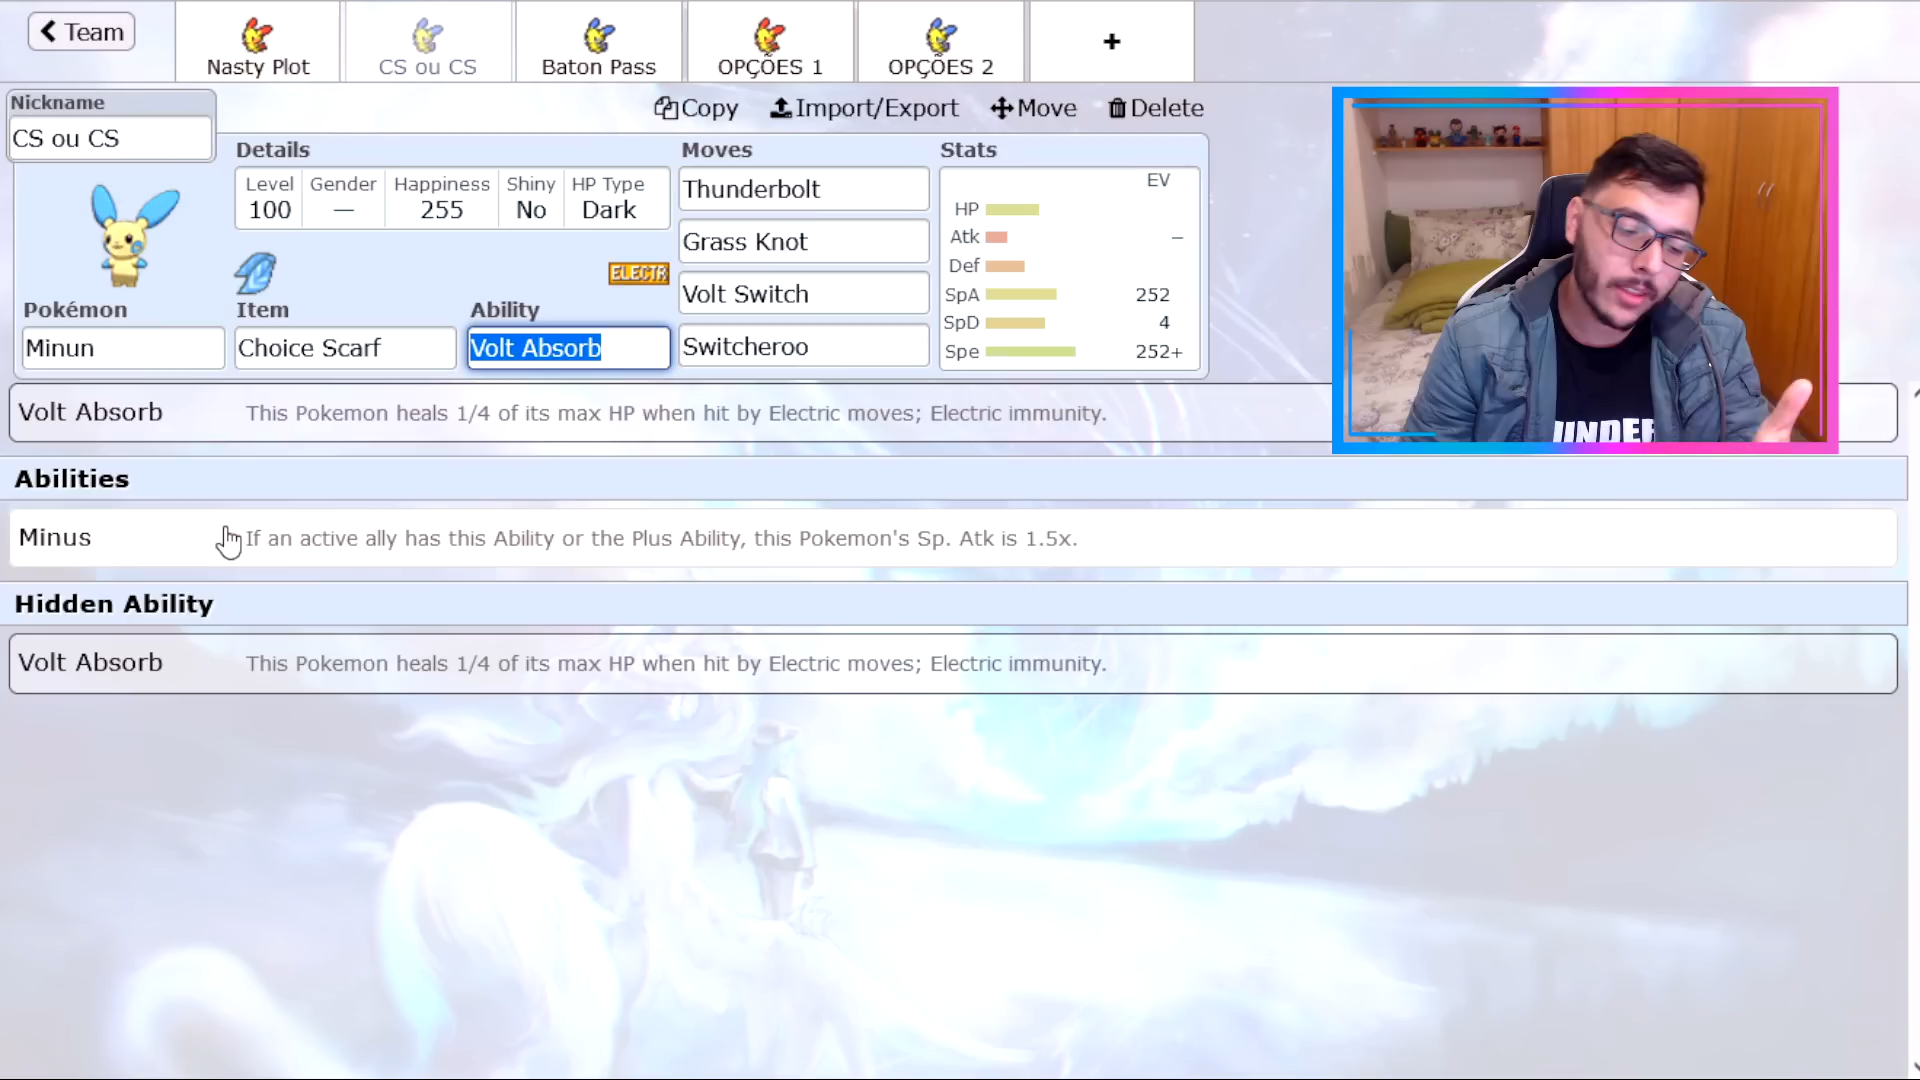 Team
Nasty Plot
CS ou CS
Baton Pass
OPÇÕES 1
OPÇÕES 2
+
Nickname
CS ou CS
Copy
Import/Export
Move
Delete
Details
Level
100
Gender
—
Happiness
255
Shiny
No
HP Type
Dark
ELECTR
Pokémon
Minun
Item
Choice Scarf
Ability
Volt Absorb
Moves
Thunderbolt
Grass Knot
Volt Switch
Switcheroo
Stats
EV
HP
Atk –
Def
SpA 252
SpD 4
Spe 252+
UNDER
Volt Absorb This Pokemon heals 1/4 of its max HP when hit by Electric moves; Electric immunity.
Abilities
Minus If an active ally has this Ability or the Plus Ability, this Pokemon's Sp. Atk is 1.5x.
Hidden Ability
Volt Absorb This Pokemon heals 1/4 of its max HP when hit by Electric moves; Electric immunity.